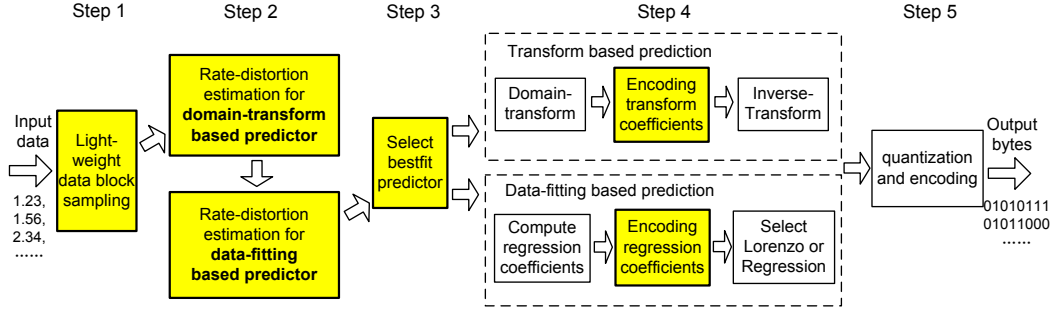 Step 1
Step 2
Step 3
Step 4
Step 5
Input
data
1.23,
1.56,
2.34,
......
Light-
weight
data block
sampling
Rate-distortion
estimation for
domain-transform
based predictor
Rate-distortion
estimation for
data-fitting
based predictor
Select
bestfit
predictor
Transform based prediction
Domain-
transform
Encoding
transform
coefficients
Inverse-
Transform
Data-fitting based prediction
Compute
regression
coefficients
Encoding
regression
coefficients
Select
Lorenzo or
Regression
quantization
and encoding
Output
bytes
01010111
01011000
......